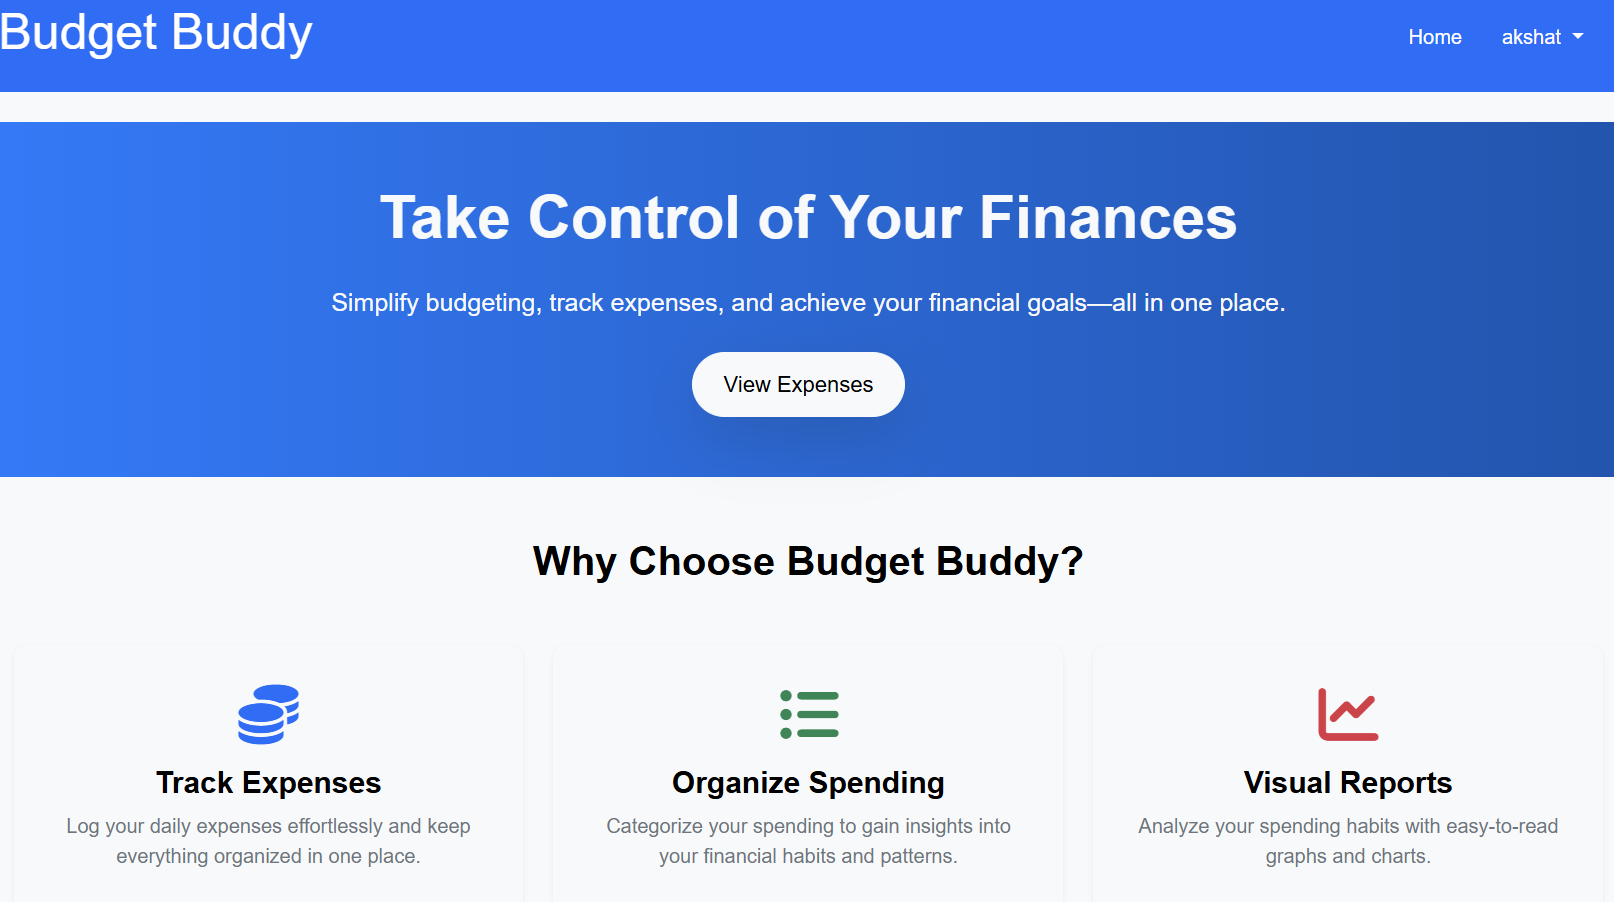 Budget Buddy
Home
akshat
Take Control of Your Finances
Simplify budgeting, track expenses, and achieve your financial goals—all in one place.
View Expenses
Why Choose Budget Buddy?
Track Expenses
Log your daily expenses effortlessly and keep
everything organized in one place.
Organize Spending
Categorize your spending to gain insights into
your financial habits and patterns.
Visual Reports
Analyze your spending habits with easy-to-read
graphs and charts.